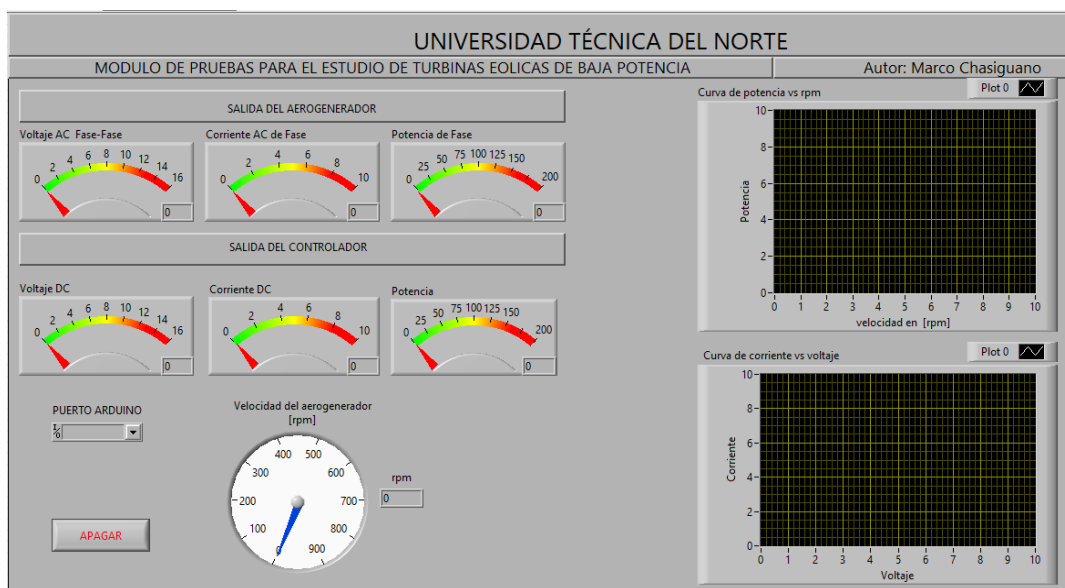 UNIVERSIDAD TÉCNICA DEL NORTE
MODULO DE PRUEBAS PARA EL ESTUDIO DE TURBINAS EOLICAS DE BAJA POTENCIA
Autor: Marco Chasiguano
SALIDA DEL AEROGENERADOR
Voltaje AC Fase-Fase
0 2 4 6 8 10 12 14 16
0
Corriente AC de Fase
0 2 4 6 8 10
0
Potencia de Fase
0 25 50 75 100 125 150 200
0
SALIDA DEL CONTROLADOR
Voltaje DC
0 2 4 6 8 10 12 14 16
0
Corriente DC
0 2 4 6 8 10
0
Potencia
0 25 50 75 100 125 150 200
0
PUERTO ARDUINO
I/O
Velocidad del aerogenerador
[rpm]
0 100 200 300 400 500 600 700 800 900
rpm
0
APAGAR
Curva de potencia vs rpm
Plot 0
Potencia
10
8
6
4
2
0
0 1 2 3 4 5 6 7 8 9 10
velocidad en [rpm]
Curva de corriente vs voltaje
Plot 0
Corriente
10
8
6
4
2
0
0 1 2 3 4 5 6 7 8 9 10
Voltaje